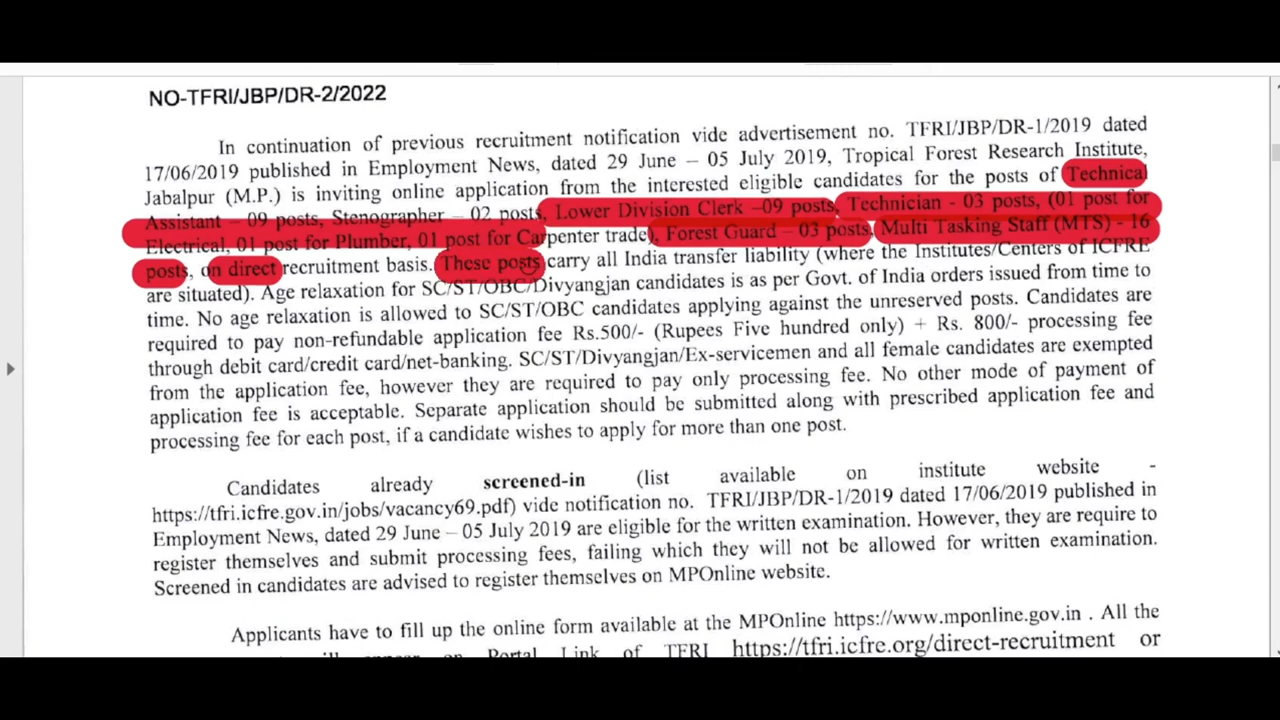 NO-TFRI/JBP/DR-2/2022
In continuation of previous recruitment notification vide advertisement no. TFRI/JBP/DR-1/2019 dated
17/06/2019 published in Employment News, dated 29 June – 05 July 2019, Tropical Forest Research Institute,
Jabalpur (M.P.) is inviting online application from the interested eligible candidates for the posts of Technical
Assistant – 09 posts, Stenographer – 02 posts, Lower Division Clerk –09 posts, Technician - 03 posts, (01 post for
Electrical, 01 post for Plumber, 01 post for Carpenter trade), Forest Guard – 03 posts, Multi Tasking Staff (MTS) - 16
posts, on direct recruitment basis. These posts carry all India transfer liability (where the Institutes/Centers of ICFRE
are situated). Age relaxation for SC/ST/OBC/Divyangjan candidates is as per Govt. of India orders issued from time to
time. No age relaxation is allowed to SC/ST/OBC candidates applying against the unreserved posts. Candidates are
required to pay non-refundable application fee Rs.500/- (Rupees Five hundred only) + Rs. 800/- processing fee
through debit card/credit card/net-banking. SC/ST/Divyangjan/Ex-servicemen and all female candidates are exempted
from the application fee, however they are required to pay only processing fee. No other mode of payment of
application fee is acceptable. Separate application should be submitted along with prescribed application fee and
processing fee for each post, if a candidate wishes to apply for more than one post.
Candidates already screened-in (list available on institute website -
https://tfri.icfre.gov.in/jobs/vacancy69.pdf) vide notification no. TFRI/JBP/DR-1/2019 dated 17/06/2019 published in
Employment News, dated 29 June – 05 July 2019 are eligible for the written examination. However, they are require to
register themselves and submit processing fees, failing which they will not be allowed for written examination.
Screened in candidates are advised to register themselves on MPOnline website.
Applicants have to fill up the online form available at the MPOnline https://www.mponline.gov.in . All the
on Portal Link of TFRI https://tfri.icfre.org/direct-recruitment or